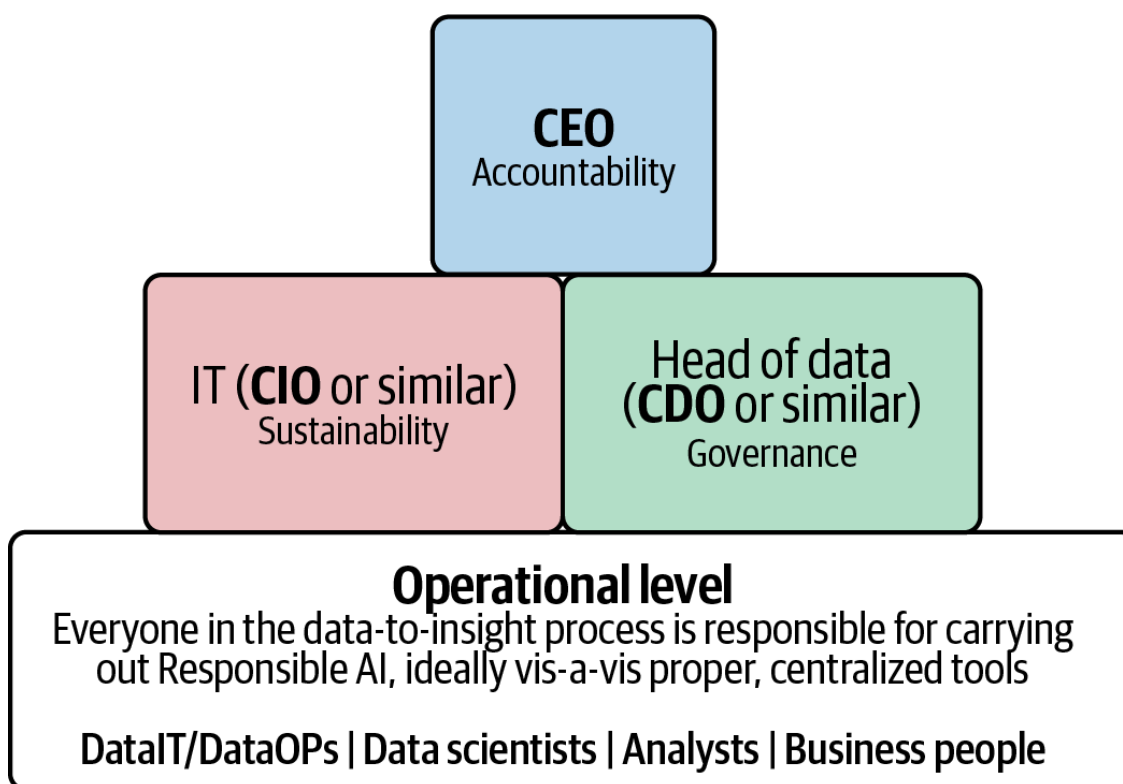 CEO
Accountability
IT (CIO or similar)
Sustainability
Head of data
(CDO or similar)
Governance
Operational level
Everyone in the data-to-insight process is responsible for carrying
out Responsible AI, ideally vis-a-vis proper, centralized tools
DataIT/DataOPs | Data scientists | Analysts | Business people